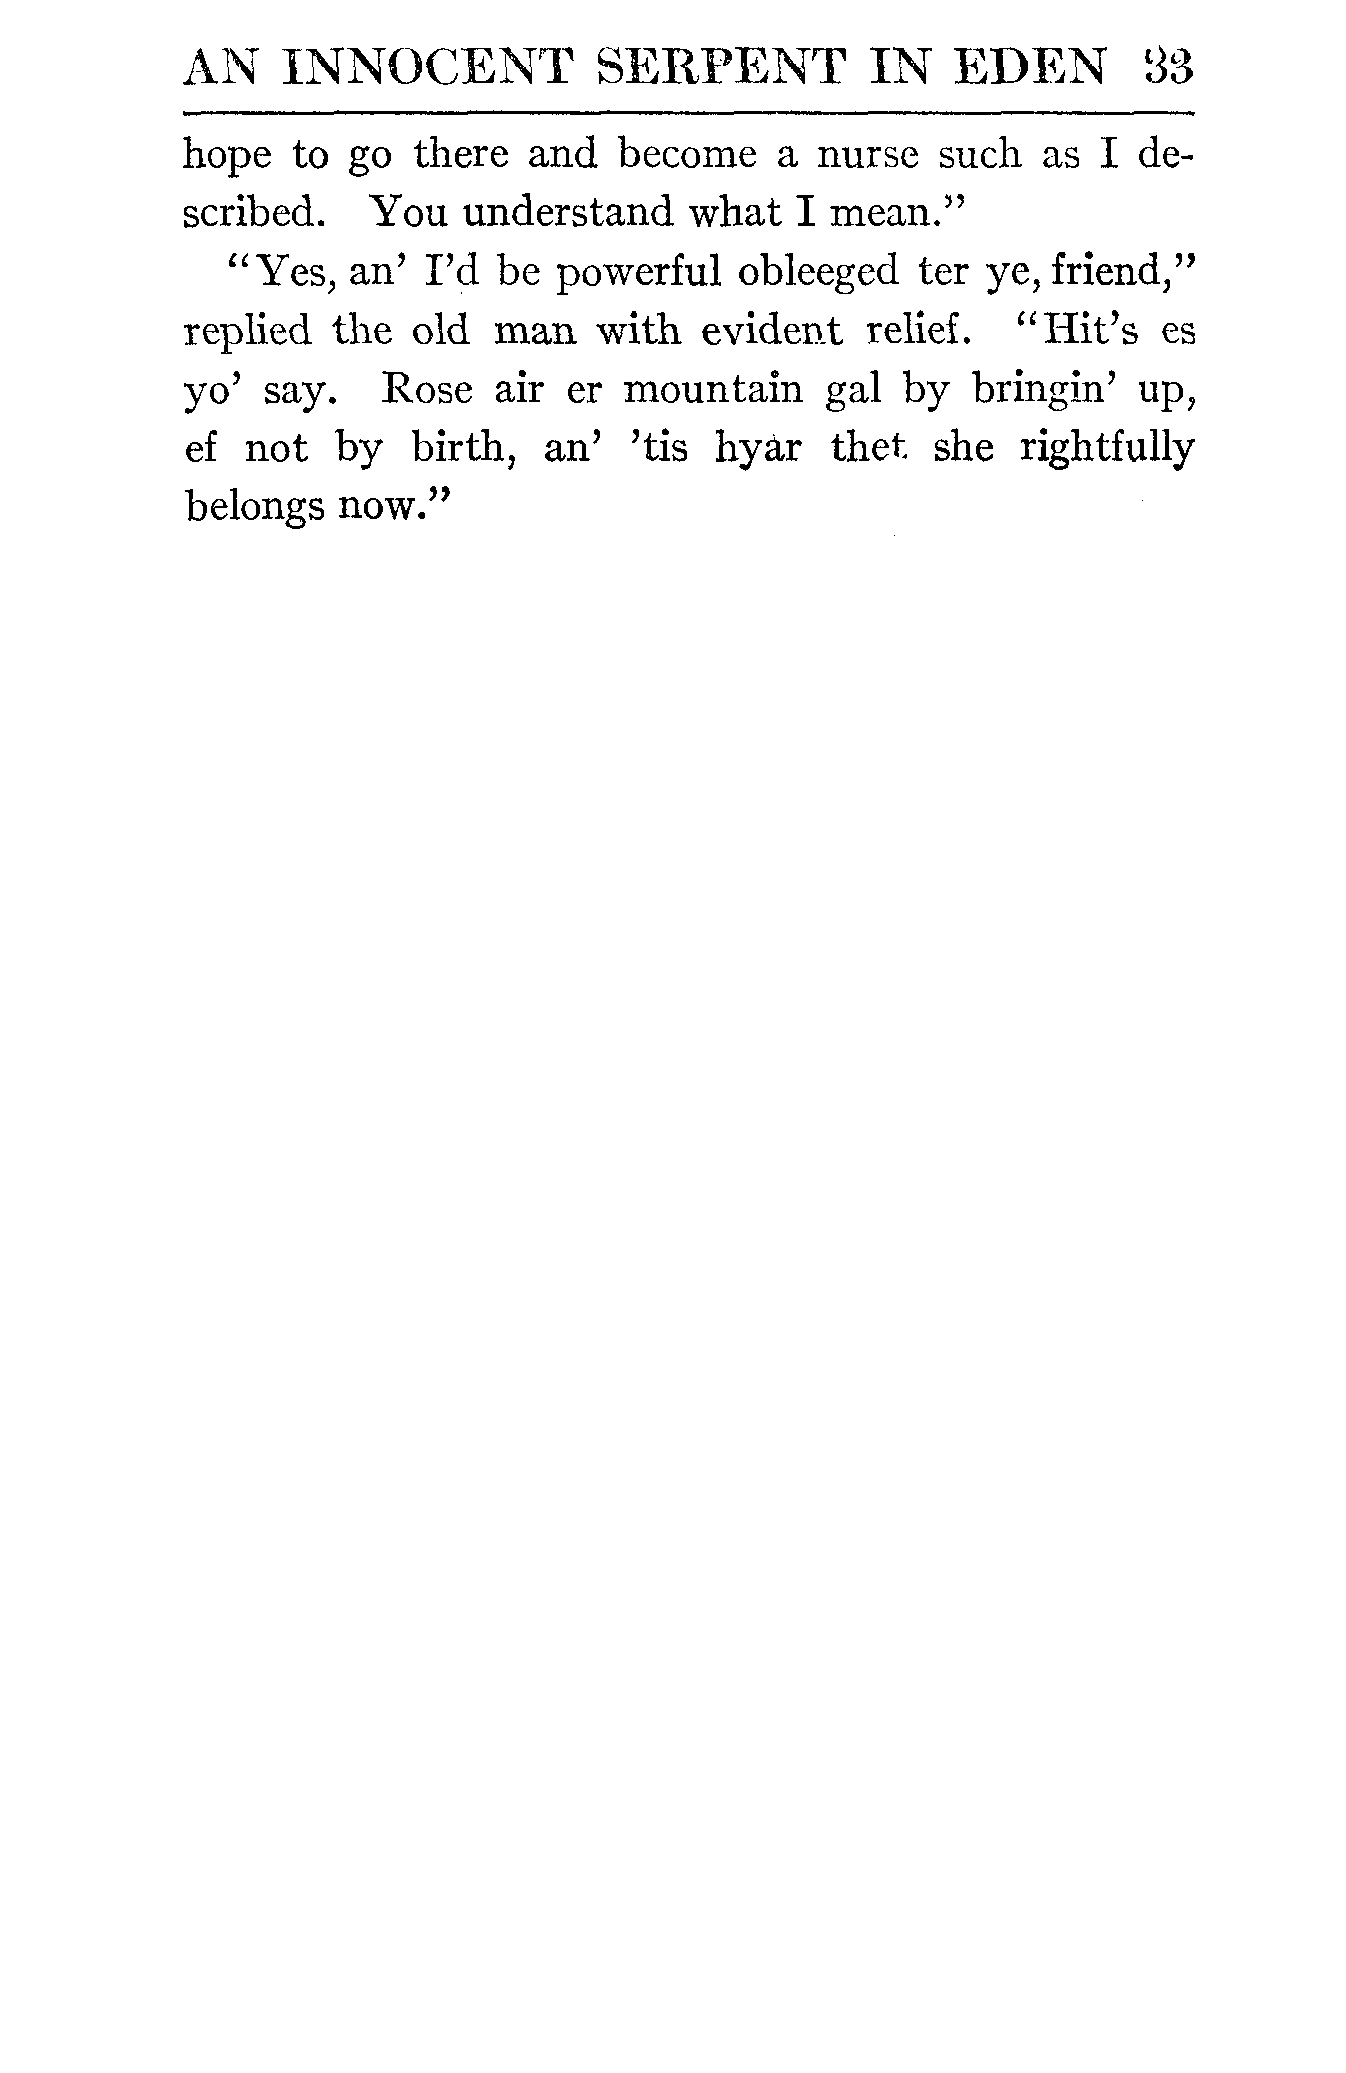 AN INNOCENT SERPENT IN EDEN 33
hope to go there and become a nurse such as I de-
scribed. You understand what I mean."
"Yes, an' I'd be powerful obleeged ter ye, friend,"
replied the old man with evident relief. "Hit's es
yo' say. Rose air er mountain gal by bringin' up,
ef not by birth, an' 'tis hyar thet she rightfully
belongs now."